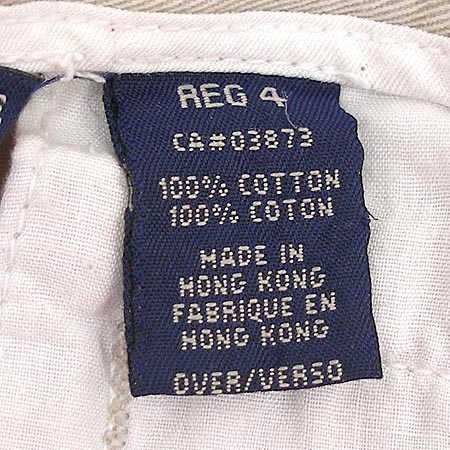 REG 4
CA#03873
100% COTTON
100% COTON
MADE IN
HONG KONG
FABRIQUE EN
HONG KONG
OVER/VERSO